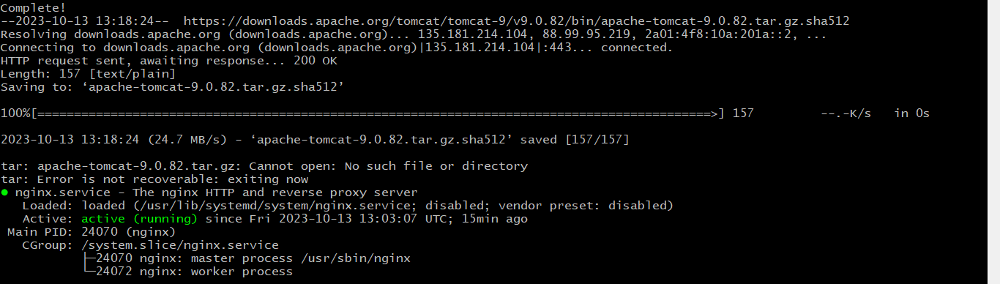 Complete!
--2023-10-13 13:18:24--  https://downloads.apache.org/tomcat/tomcat-9/v9.0.82/bin/apache-tomcat-9.0.82.tar.gz.sha512
Resolving downloads.apache.org (downloads.apache.org)... 135.181.214.104, 88.99.95.219, 2a01:4f8:10a:201a::2, ...
Connecting to downloads.apache.org (downloads.apache.org)|135.181.214.104|:443... connected.
HTTP request sent, awaiting response... 200 OK
Length: 157 [text/plain]
Saving to: ‘apache-tomcat-9.0.82.tar.gz.sha512’
100%[============================================================================================>] 157         --.-K/s   in 0s
2023-10-13 13:18:24 (24.7 MB/s) - ‘apache-tomcat-9.0.82.tar.gz.sha512’ saved [157/157]
tar: apache-tomcat-9.0.82.tar.gz: Cannot open: No such file or directory
tar: Error is not recoverable: exiting now
● nginx.service - The nginx HTTP and reverse proxy server
   Loaded: loaded (/usr/lib/systemd/system/nginx.service; disabled; vendor preset: disabled)
   Active: active (running) since Fri 2023-10-13 13:03:07 UTC; 15min ago
 Main PID: 24070 (nginx)
   CGroup: /system.slice/nginx.service
           ├─24070 nginx: master process /usr/sbin/nginx
           └─24072 nginx: worker process